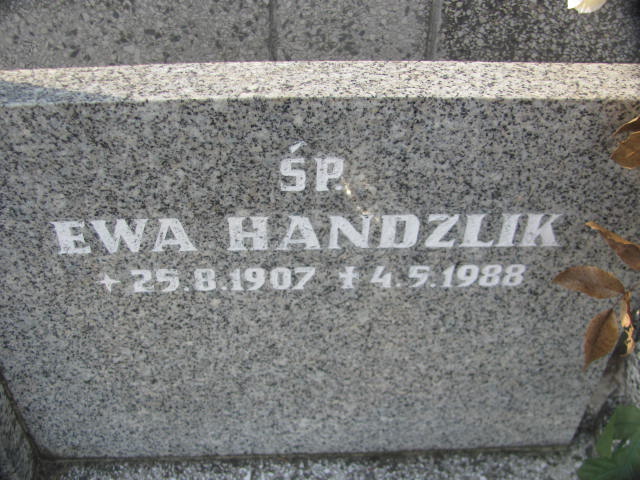 ŚP.
EWA HANDZLIK
+ 25.8.1907 ✝ 4.5.1988